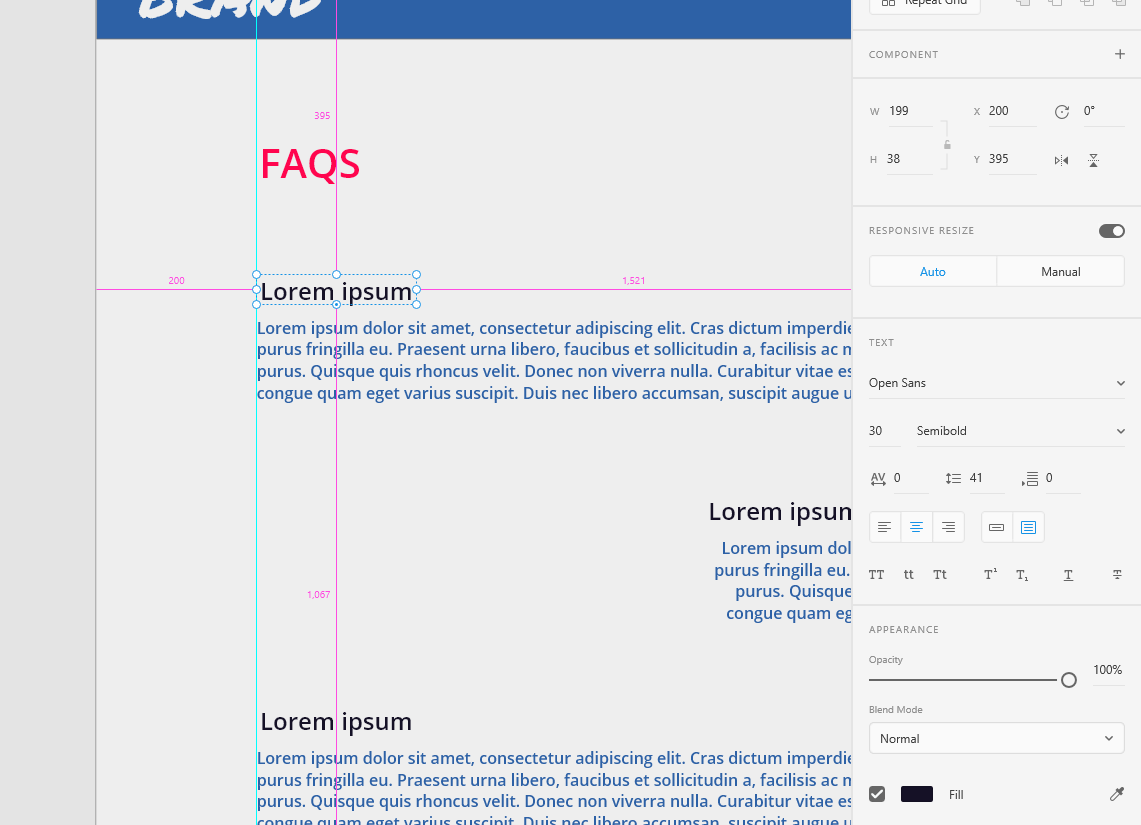 BRAND
395
FAQS
200
1,521
Lorem ipsum
Lorem ipsum dolor sit amet, consectetur adipiscing elit. Cras dictum imperdie
purus fringilla eu. Praesent urna libero, faucibus et sollicitudin a, facilisis ac m
purus. Quisque quis rhoncus velit. Donec non viverra nulla. Curabitur vitae es
congue quam eget varius suscipit. Duis nec libero accumsan, suscipit augue u
Lorem ipsum
Lorem ipsum dol
purus fringilla eu.
purus. Quisque
congue quam eg
1,067
Lorem ipsum
Lorem ipsum dolor sit amet, consectetur adipiscing elit. Cras dictum imperdie
purus fringilla eu. Praesent urna libero, faucibus et sollicitudin a, facilisis ac m
purus. Quisque quis rhoncus velit. Donec non viverra nulla. Curabitur vitae es
congue quam eget varius suscipit. Duis nec libero accumsan, suscipit augue u
Repeat Grid
COMPONENT
W 199 X 200 0°
H 38 Y 395
RESPONSIVE RESIZE
Auto Manual
TEXT
Open Sans
30 Semibold
AV 0 41 0
TT tt Tt T¹ T₁ T T
APPEARANCE
Opacity
100%
Blend Mode
Normal
Fill